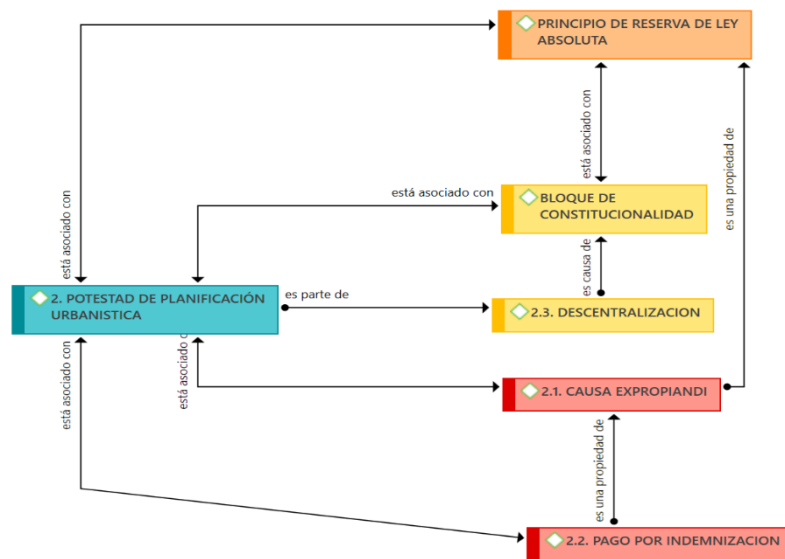 PRINCIPIO DE RESERVA DE LEY
ABSOLUTA
está asociado con
es una propiedad de
está asociado con
está asociado con
BLOQUE DE
CONSTITUCIONALIDAD
es causa de
2. POTESTAD DE PLANIFICACIÓN
URBANISTICA
es parte de
2.3. DESCENTRALIZACION
está asociado con
está asociado c
2.1. CAUSA EXPROPIANDI
es una propiedad de
2.2. PAGO POR INDEMNIZACION